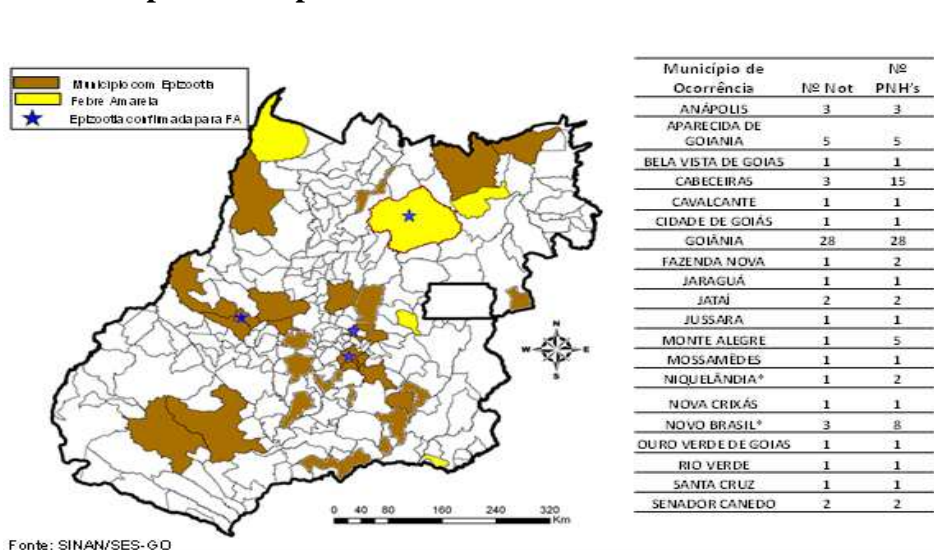 Município com Epizootia
Febre Amarela
Epizootia confirmada para FA
N
W
E
S
0 40 80 160 240 320
Km
Fonte: SINAN/SES-GO
Município de Ocorrência Nº Not Nº PNH's
ANÁPOLIS 3 3
APARECIDA DE GOIANIA 5 5
BELA VISTA DE GOIAS 1 1
CABECEIRAS 3 15
CAVALCANTE 1 1
CIDADE DE GOIÁS 1 1
GOIÂNIA 28 28
FAZENDA NOVA 1 2
JARAGUÁ 1 1
JATAÍ 2 2
JUSSARA 1 1
MONTE ALEGRE 1 5
MOSSAMÊDES 1 1
NIQUELÂNDIA* 1 2
NOVA CRIXÁS 1 1
NOVO BRASIL* 3 8
OURO VERDE DE GOIAS 1 1
RIO VERDE 1 1
SANTA CRUZ 1 1
SENADOR CANEDO 2 2